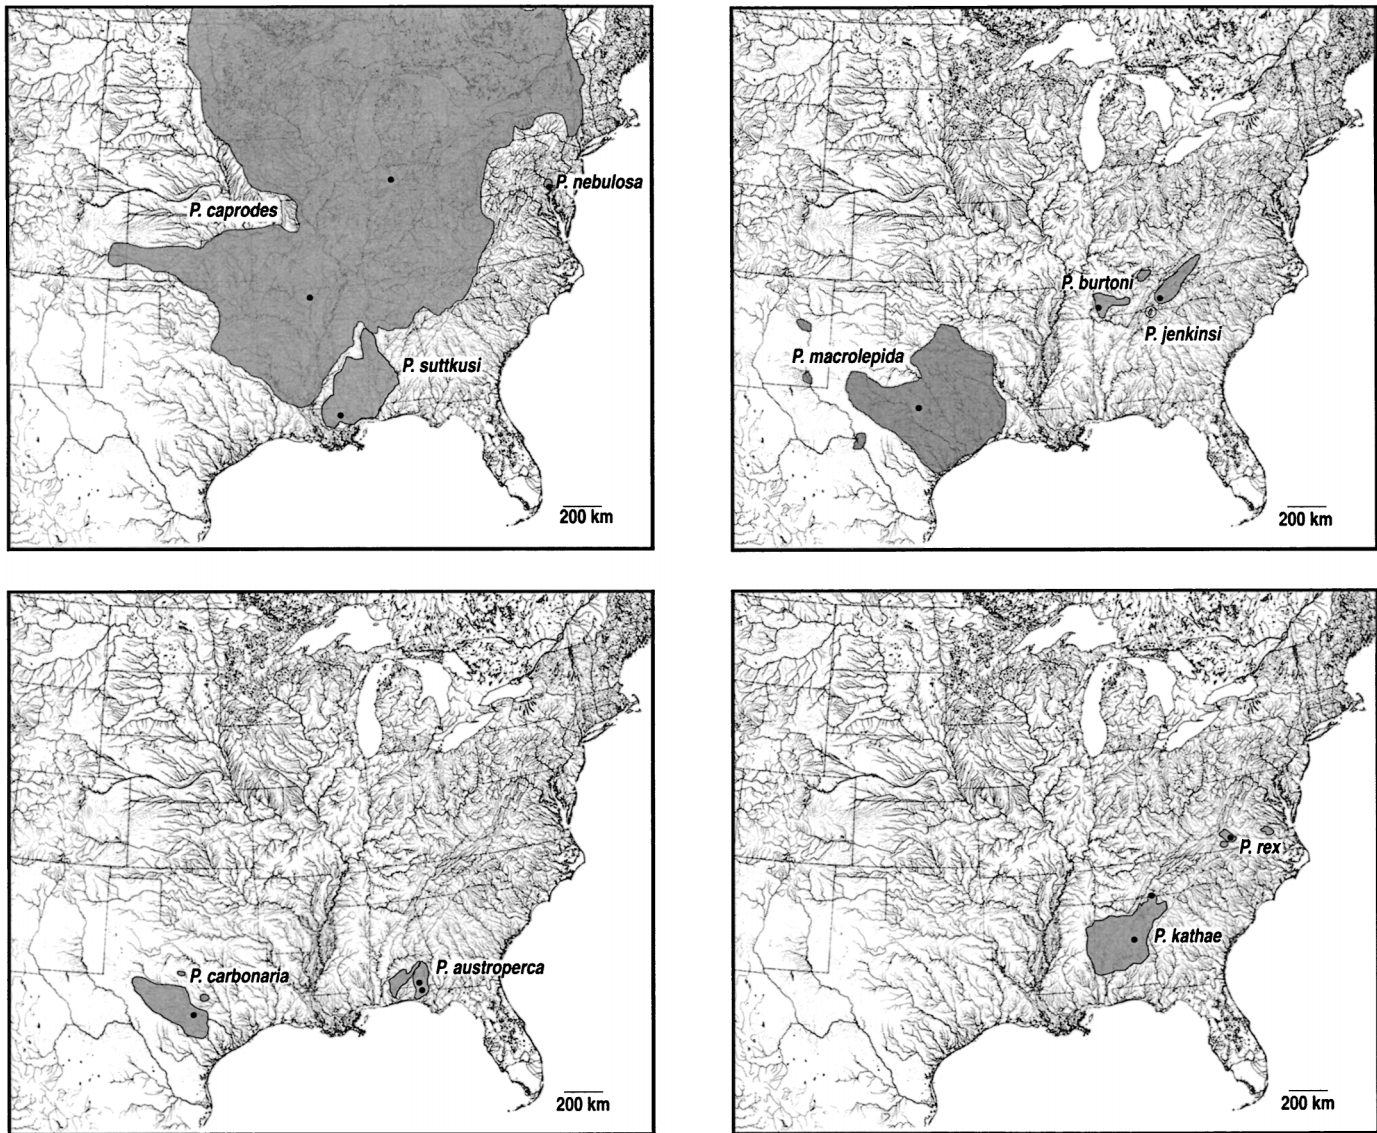 P. nebulosa
P. caprodes
P. suttkusi
200 km
P. burtoni
P. jenkinsi
P. macrolepida
200 km
P. carbonaria
P. austroperca
200 km
P. rex
P. kathae
200 km